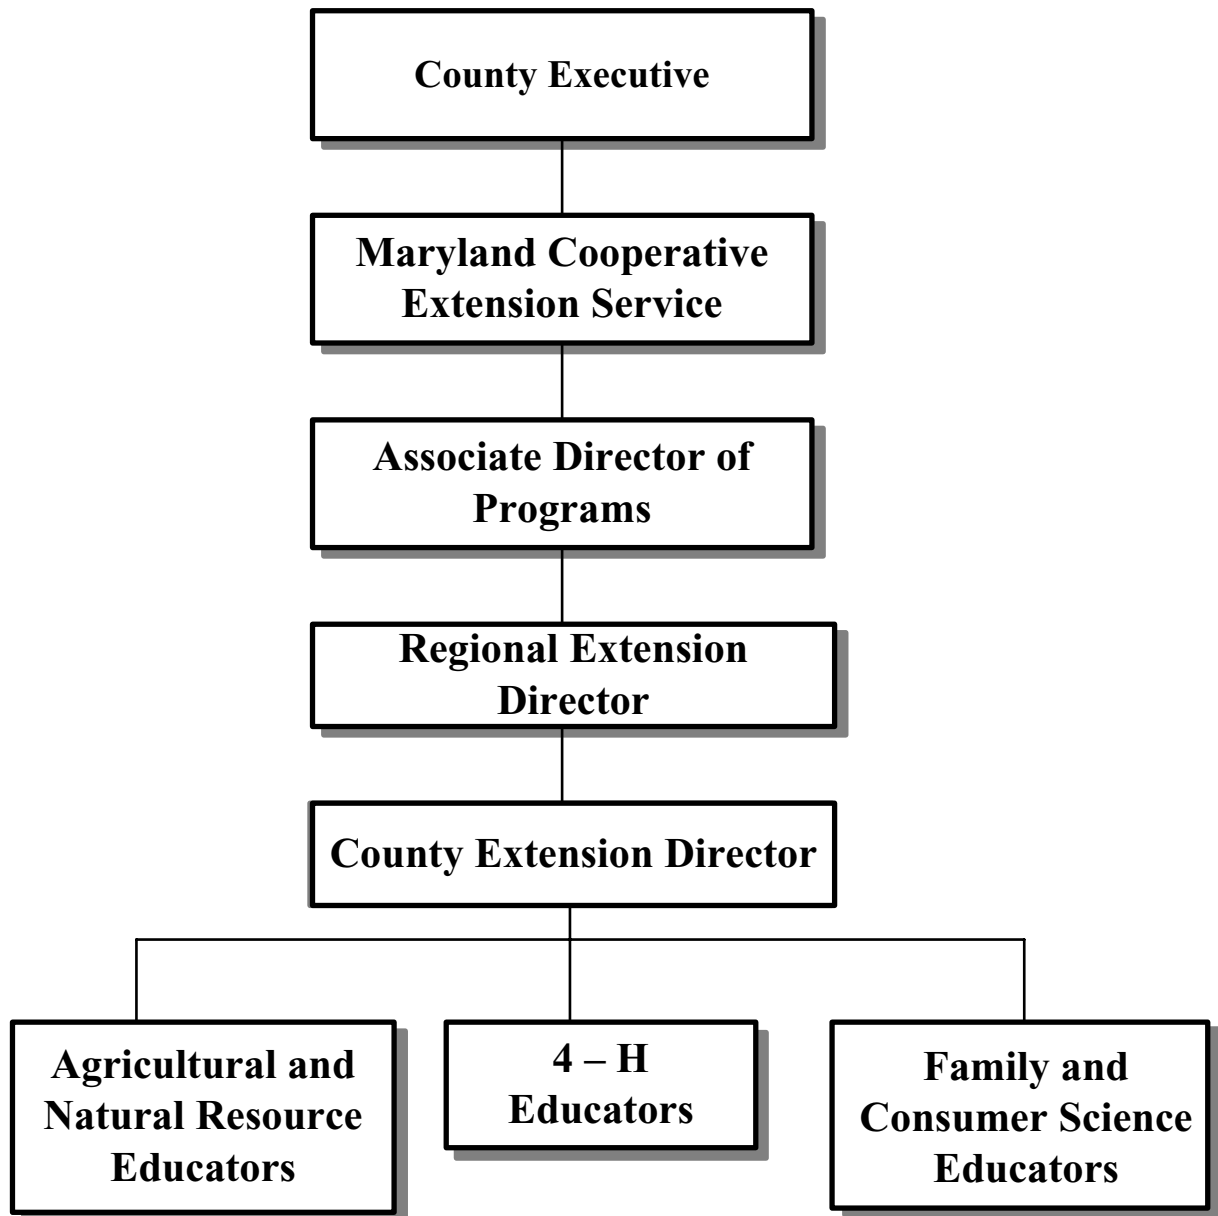 County Executive
Maryland Cooperative
Extension Service
Associate Director of
Programs
Regional Extension
Director
County Extension Director
Agricultural and
Natural Resource
Educators
4 – H
Educators
Family and
Consumer Science
Educators